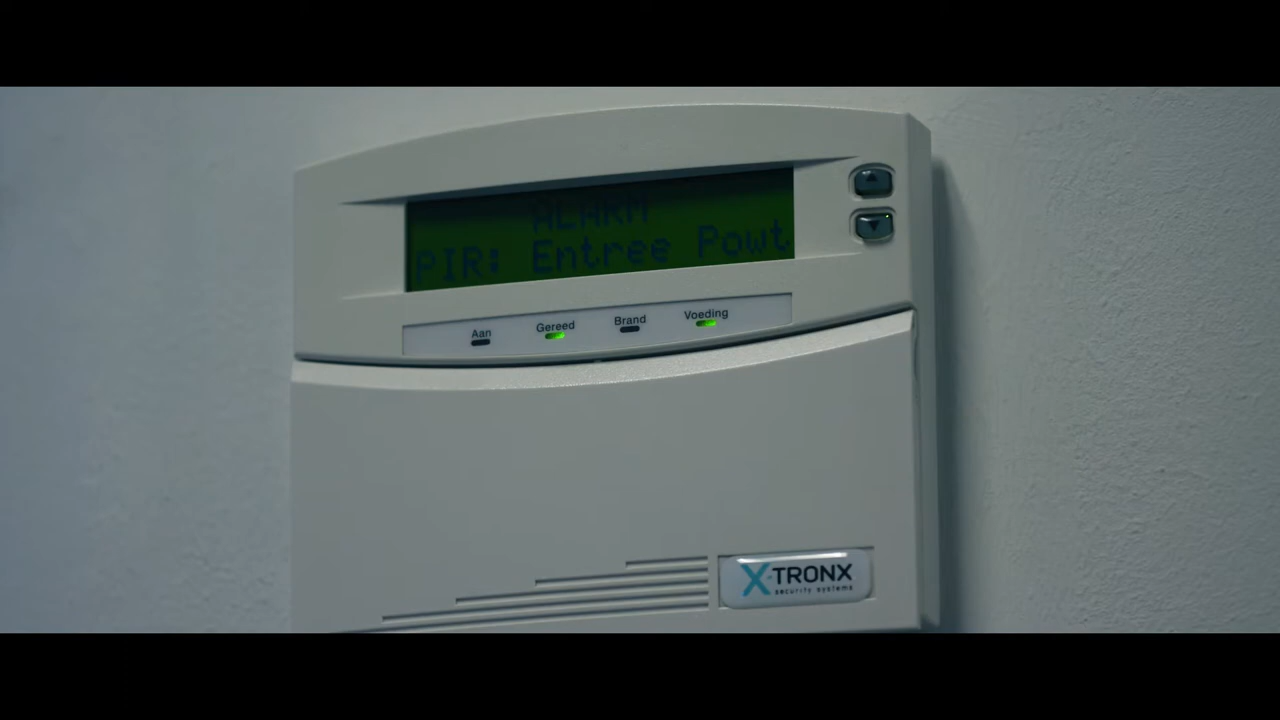 ALARM
PIR: Entree Powt
Aan Gereed Brand Voeding
X-TRONX
security systems